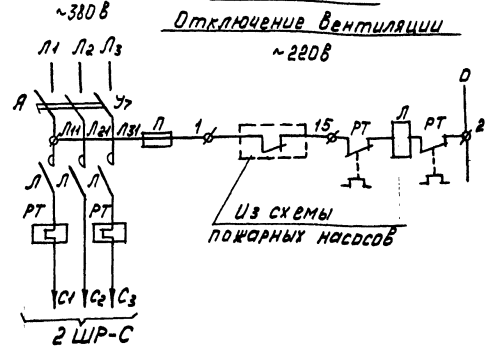 ~380 В
Отключение вентиляции
~220В
Л1 Л2 Л3
0
Я У7
Л11 Л21 Л31 П 1 15 РТ Л РТ 2
Л Л Л
РТ РТ
Из схемы
пожарных насосов
С1 С2 С3
2 ШР-С